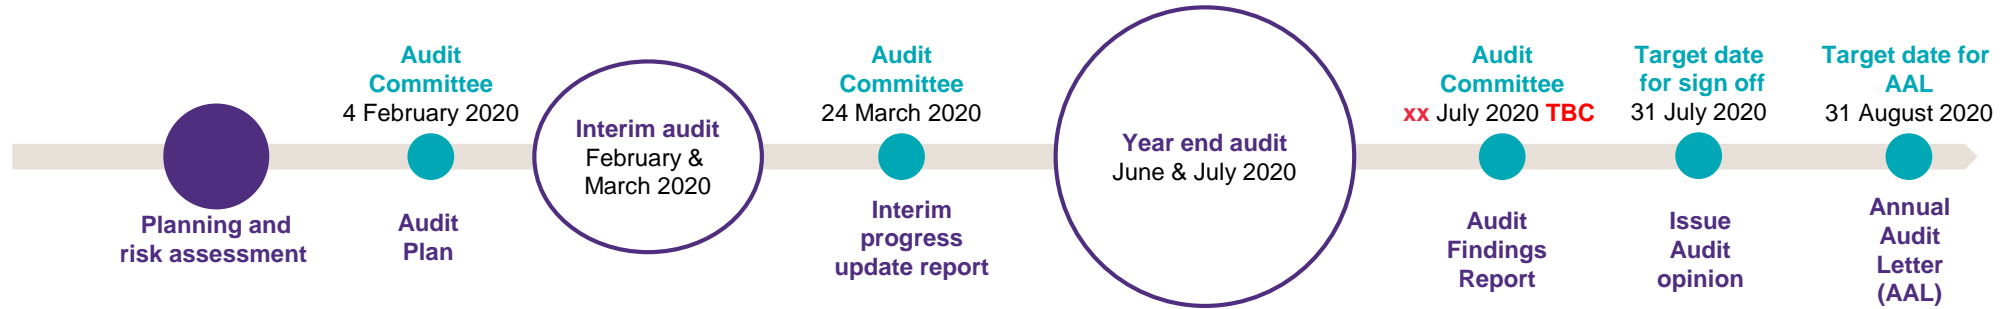 Planning and
risk assessment
Audit
Committee
4 February 2020
Audit
Plan
Interim audit
February &
March 2020
Audit
Committee
24 March 2020
Interim
progress
update report
Year end audit
June & July 2020
Audit
Committee
xx July 2020 TBC
Audit
Findings
Report
Target date
for sign off
31 July 2020
Issue
Audit
opinion
Target date for
AAL
31 August 2020
Annual
Audit
Letter
(AAL)